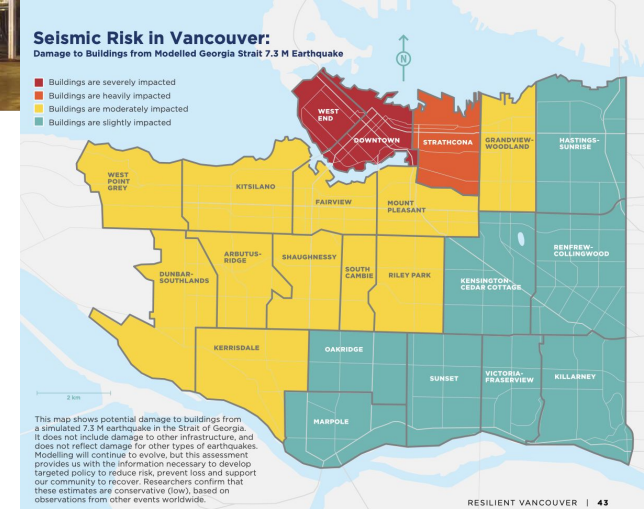 Seismic Risk in Vancouver:
Damage to Buildings from Modelled Georgia Strait 7.3 M Earthquake
N
Buildings are severely impacted
Buildings are heavily impacted
Buildings are moderately impacted
Buildings are slightly impacted
WEST
END
DOWNTOWN
STRATHCONA
GRANDVIEW-
WOODLAND
HASTINGS-
SUNRISE
WEST
POINT
GREY
KITSILANO
FAIRVIEW
MOUNT
PLEASANT
RENFREW-
COLLINGWOOD
DUNBAR-
SOUTHLANDS
ARBUTUS-
RIDGE
SHAUGHNESSY
SOUTH
CAMBIE
RILEY PARK
KENSINGTON-
CEDAR COTTAGE
KERRISDALE
OAKRIDGE
SUNSET
VICTORIA-
FRASERVIEW
KILLARNEY
MARPOLE
2 km
This map shows potential damage to buildings from
a simulated 7.3 M earthquake in the Strait of Georgia.
It does not include damage to other infrastructure, and
does not reflect damage for other types of earthquakes.
Modelling will continue to evolve, but this assessment
provides us with the information necessary to develop
targeted policy to reduce risk, prevent loss and support
our community to recover. Researchers confirm that
these estimates are conservative (low), based on
observations from other events worldwide.
RESILIENT VANCOUVER | 43